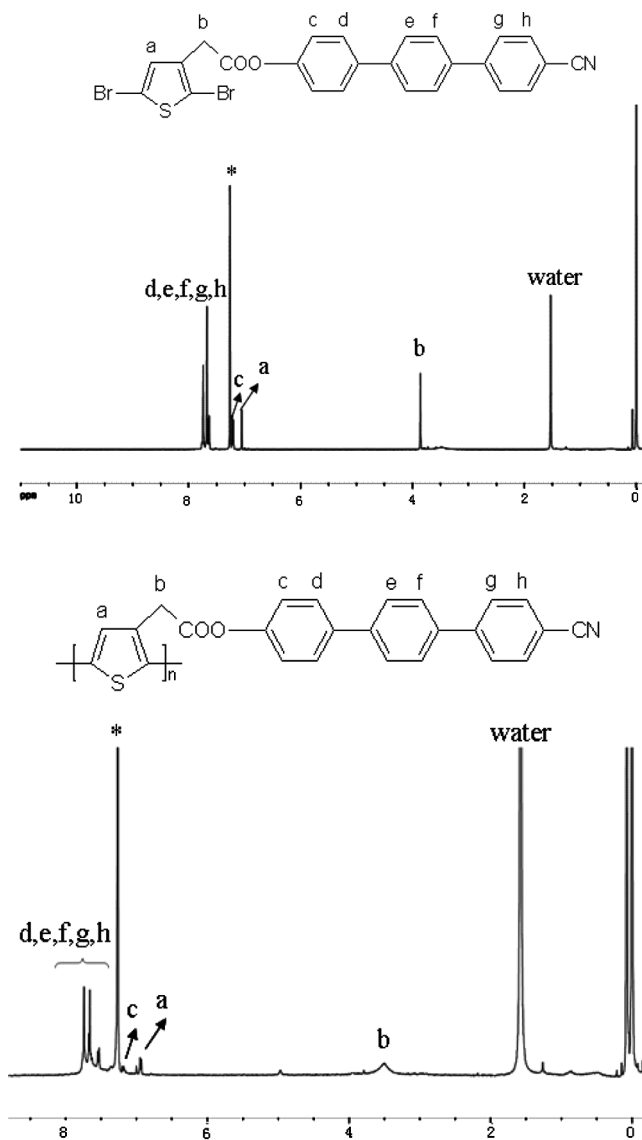 b
c d e f g h
a
COO CN
Br S Br
*
d,e,f,g,h
water
c a
b
ppm 10 8 6 4 2 0
b
c d e f g h
a
COO CN
[ S ]n
*
water
d,e,f,g,h
c a
b
8 6 4 2 0